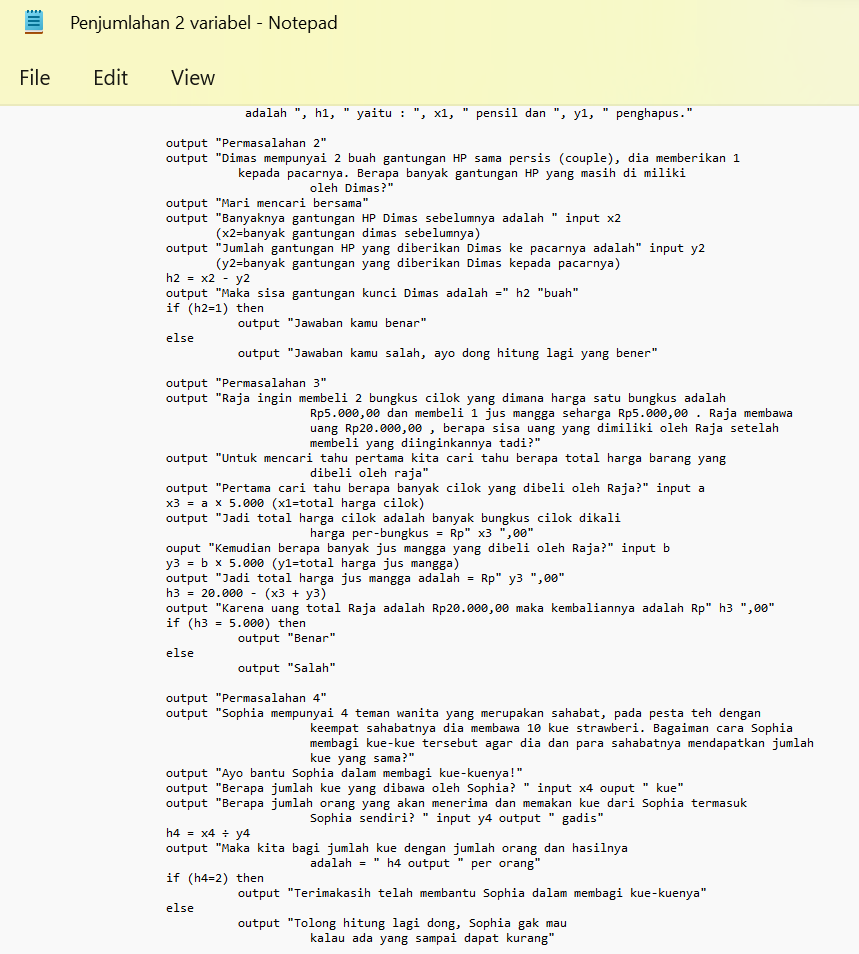 Penjumlahan 2 variabel - Notepad
File Edit View
adalah ", h1, " yaitu : ", x1, " pensil dan ", y1, " penghapus."
output "Permasalahan 2"
output "Dimas mempunyai 2 buah gantungan HP sama persis (couple), dia memberikan 1
kepada pacarnya. Berapa banyak gantungan HP yang masih di miliki
oleh Dimas?"
output "Mari mencari bersama"
output "Banyaknya gantungan HP Dimas sebelumnya adalah " input x2
(x2=banyak gantungan dimas sebelumnya)
output "Jumlah gantungan HP yang diberikan Dimas ke pacarnya adalah" input y2
(y2=banyak gantungan yang diberikan Dimas kepada pacarnya)
h2 = x2 - y2
output "Maka sisa gantungan kunci Dimas adalah =" h2 "buah"
if (h2=1) then
output "Jawaban kamu benar"
else
output "Jawaban kamu salah, ayo dong hitung lagi yang bener"
output "Permasalahan 3"
output "Raja ingin membeli 2 bungkus cilok yang dimana harga satu bungkus adalah
Rp5.000,00 dan membeli 1 jus mangga seharga Rp5.000,00 . Raja membawa
uang Rp20.000,00 , berapa sisa uang yang dimiliki oleh Raja setelah
membeli yang diinginkannya tadi?"
output "Untuk mencari tahu pertama kita cari tahu berapa total harga barang yang
dibeli oleh raja"
output "Pertama cari tahu berapa banyak cilok yang dibeli oleh Raja?" input a
x3 = a × 5.000 (x1=total harga cilok)
output "Jadi total harga cilok adalah banyak bungkus cilok dikali
harga per-bungkus = Rp" x3 ",00"
ouput "Kemudian berapa banyak jus mangga yang dibeli oleh Raja?" input b
y3 = b × 5.000 (y1=total harga jus mangga)
output "Jadi total harga jus mangga adalah = Rp" y3 ",00"
h3 = 20.000 - (x3 + y3)
output "Karena uang total Raja adalah Rp20.000,00 maka kembaliannya adalah Rp" h3 ",00"
if (h3 = 5.000) then
output "Benar"
else
output "Salah"
output "Permasalahan 4"
output "Sophia mempunyai 4 teman wanita yang merupakan sahabat, pada pesta teh dengan
keempat sahabatnya dia membawa 10 kue strawberi. Bagaiman cara Sophia
membagi kue-kue tersebut agar dia dan para sahabatnya mendapatkan jumlah
kue yang sama?"
output "Ayo bantu Sophia dalam membagi kue-kuenya!"
output "Berapa jumlah kue yang dibawa oleh Sophia? " input x4 ouput " kue"
output "Berapa jumlah orang yang akan menerima dan memakan kue dari Sophia termasuk
Sophia sendiri? " input y4 output " gadis"
h4 = x4 ÷ y4
output "Maka kita bagi jumlah kue dengan jumlah orang dan hasilnya
adalah = " h4 output " per orang"
if (h4=2) then
output "Terimakasih telah membantu Sophia dalam membagi kue-kuenya"
else
output "Tolong hitung lagi dong, Sophia gak mau
kalau ada yang sampai dapat kurang"